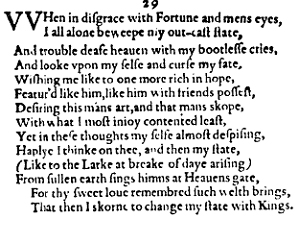 29
VVHen in diſgrace with Fortune and mens eyes,
I all alone beweepe my out-caſt ſtate,
And trouble deafe heauen with my bootleſſe cries,
And looke vpon my ſelfe and curſe my fate.
Wiſhing me like to one more rich in hope,
Featur'd like him, like him with friends poſſeſt,
Deſiring this mans art, and that mans skope,
With what I moſt inioy contented leaſt,
Yet in theſe thoughts my ſelfe almoſt deſpiſing,
Haplye I thinke on thee, and then my ſtate,
(Like to the Larke at breake of daye ariſing)
From ſullen earth ſings himns at Heauens gate,
For thy ſweet loue remembred ſuch welth brings,
That then I skorne to change my ſtate with Kings.